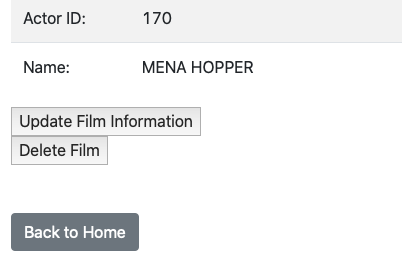 Actor ID: 170
Name: MENA HOPPER
Update Film Information
Delete Film
Back to Home